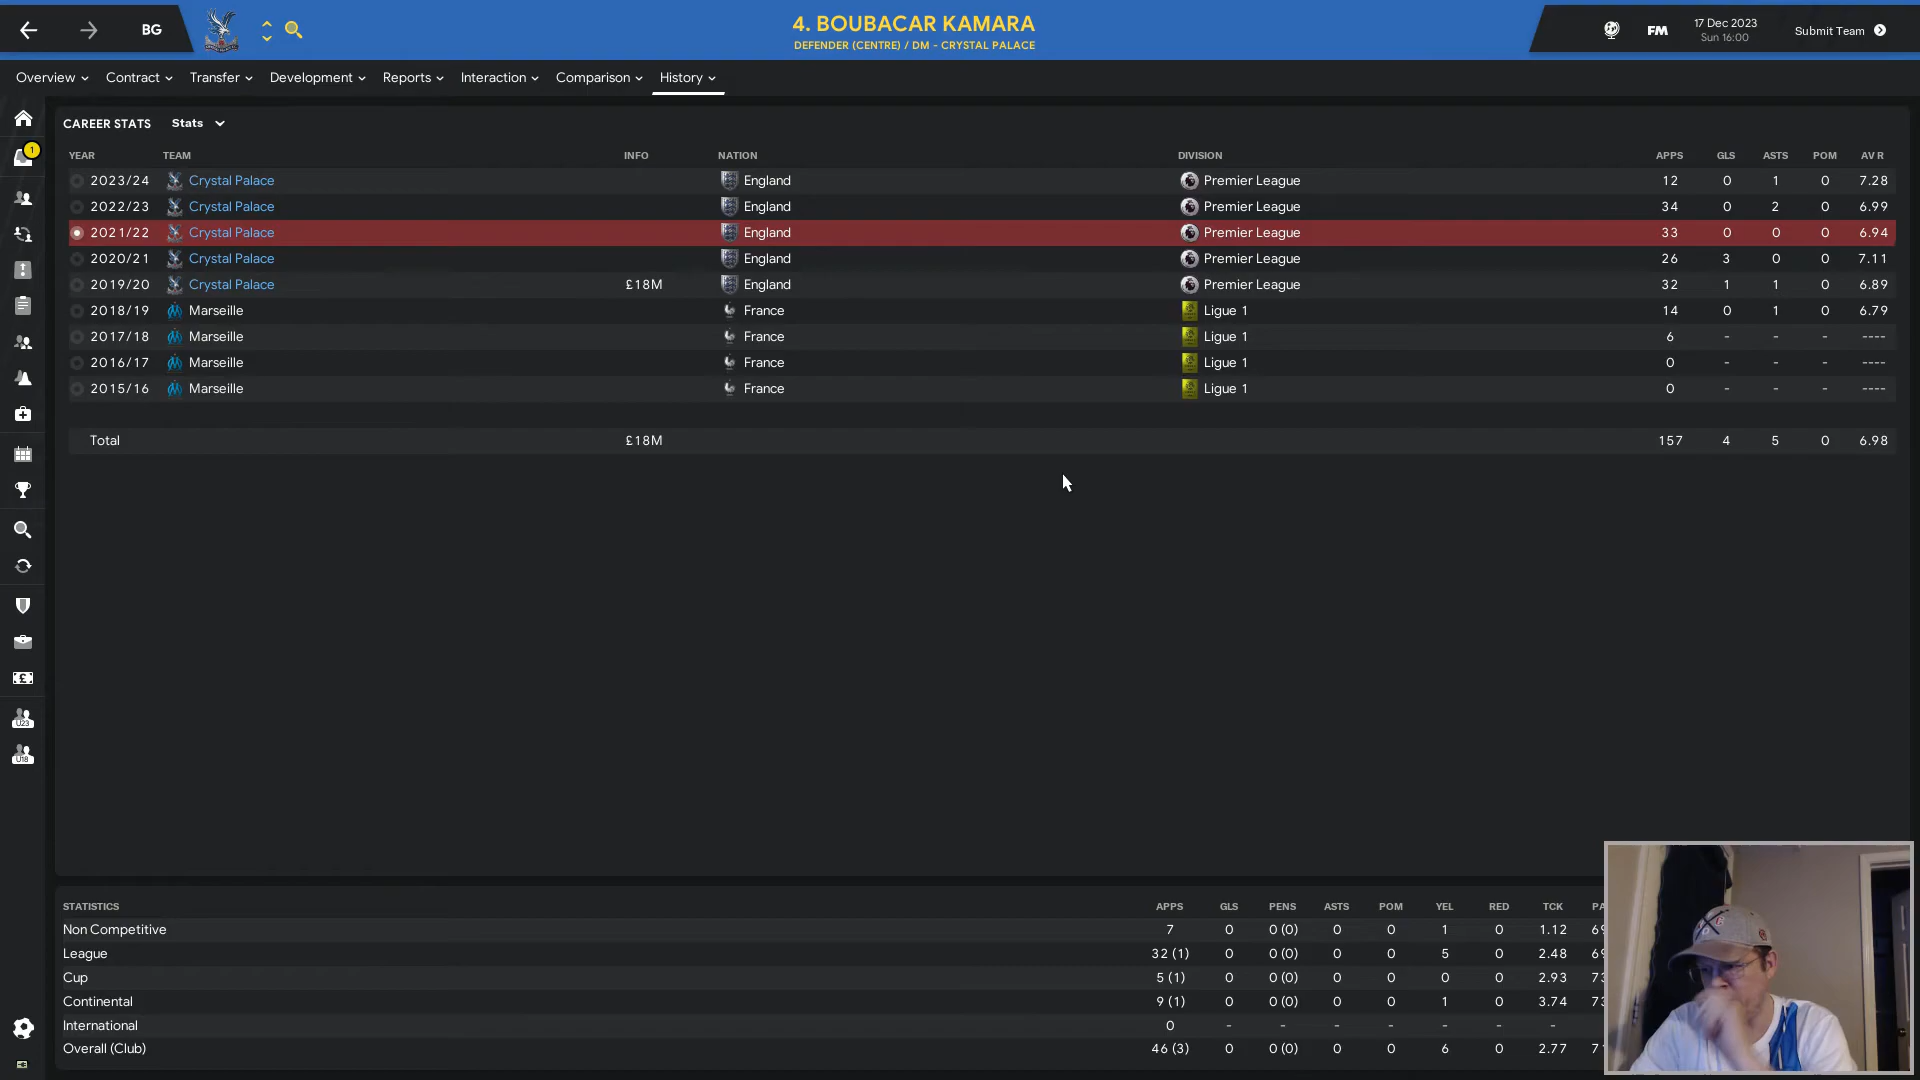 BG
4. BOUBACAR KAMARA
DEFENDER (CENTRE) / DM - CRYSTAL PALACE
FM
17 Dec 2023
Sun 16:00
Submit Team
Overview Contract Transfer Development Reports Interaction Comparison History
CAREER STATS Stats
YEAR TEAM INFO NATION DIVISION APPS GLS ASTS POM AV R
2023/24 Crystal Palace England Premier League 12 0 1 0 7.28
2022/23 Crystal Palace England Premier League 34 0 2 0 6.99
2021/22 Crystal Palace England Premier League 33 0 0 0 6.94
2020/21 Crystal Palace England Premier League 26 3 0 0 7.11
2019/20 Crystal Palace £18M England Premier League 32 1 1 0 6.89
2018/19 Marseille France Ligue 1 14 0 1 0 6.79
2017/18 Marseille France Ligue 1 6 - - - ----
2016/17 Marseille France Ligue 1 0 - - - ----
2015/16 Marseille France Ligue 1 0 - - - ----
Total £18M 157 4 5 0 6.98
1
U23
U18
STATISTICS APPS GLS PENS ASTS POM YEL RED TCK
Non Competitive 7 0 0 (0) 0 0 1 0 1.12
League 32 (1) 0 0 (0) 0 0 5 0 2.48
Cup 5 (1) 0 0 (0) 0 0 0 0 2.93
Continental 9 (1) 0 0 (0) 0 0 1 0 3.74
International 0 - - - - - - -
Overall (Club) 46 (3) 0 0 (0) 0 0 6 0 2.77